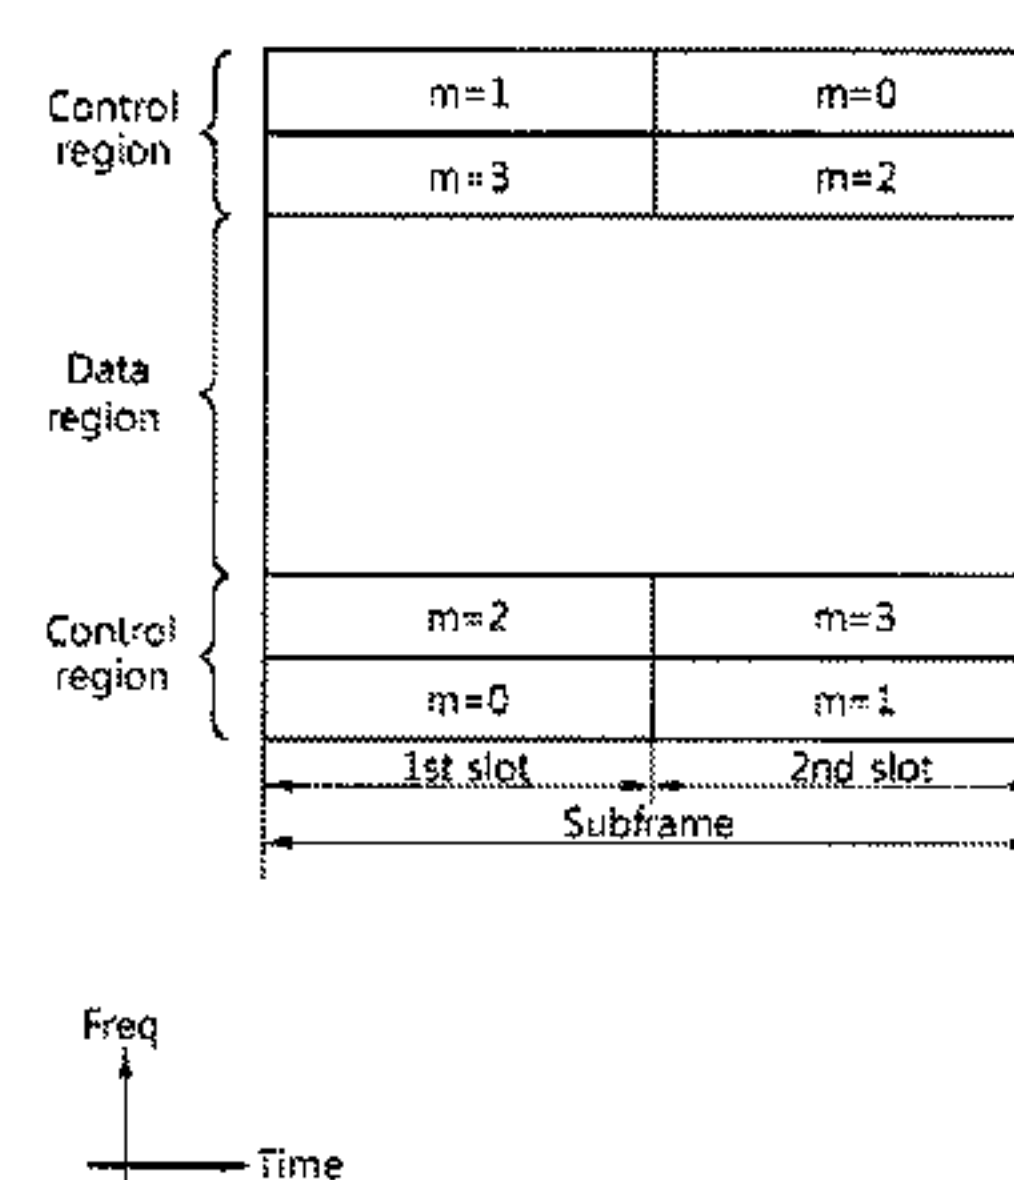 m=1 m=0
Control
region
m=3 m=2
Data
region
m=2 m=3
Control
region
m=0 m=1
1st slot 2nd slot
Subframe
Freq
Time